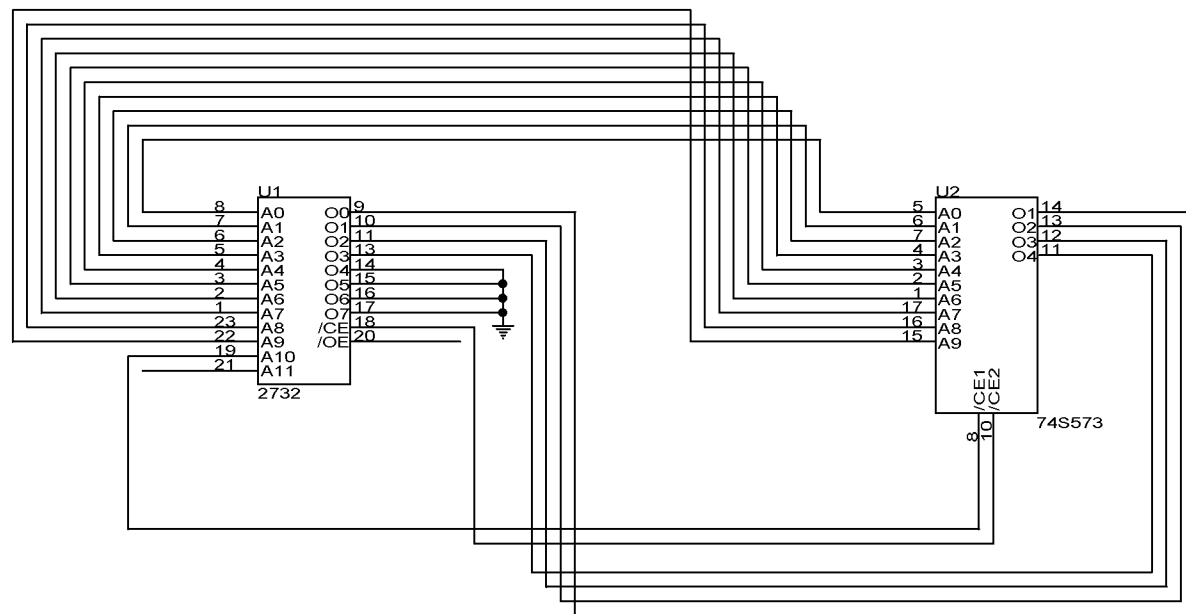 U1
8 A0 O0 9
7 A1 O1 10
6 A2 O2 11
5 A3 O3 13
4 A4 O4 14
3 A5 O5 15
2 A6 O6 16
1 A7 O7 17
23 A8 /CE 18
22 A9 /OE 20
19 A10
21 A11
2732
U2
5 A0 O1 14
6 A1 O2 13
7 A2 O3 12
4 A3 O4 11
3 A4
2 A5
1 A6
17 A7
16 A8
15 A9
/CE1
/CE2
8
10
74S573